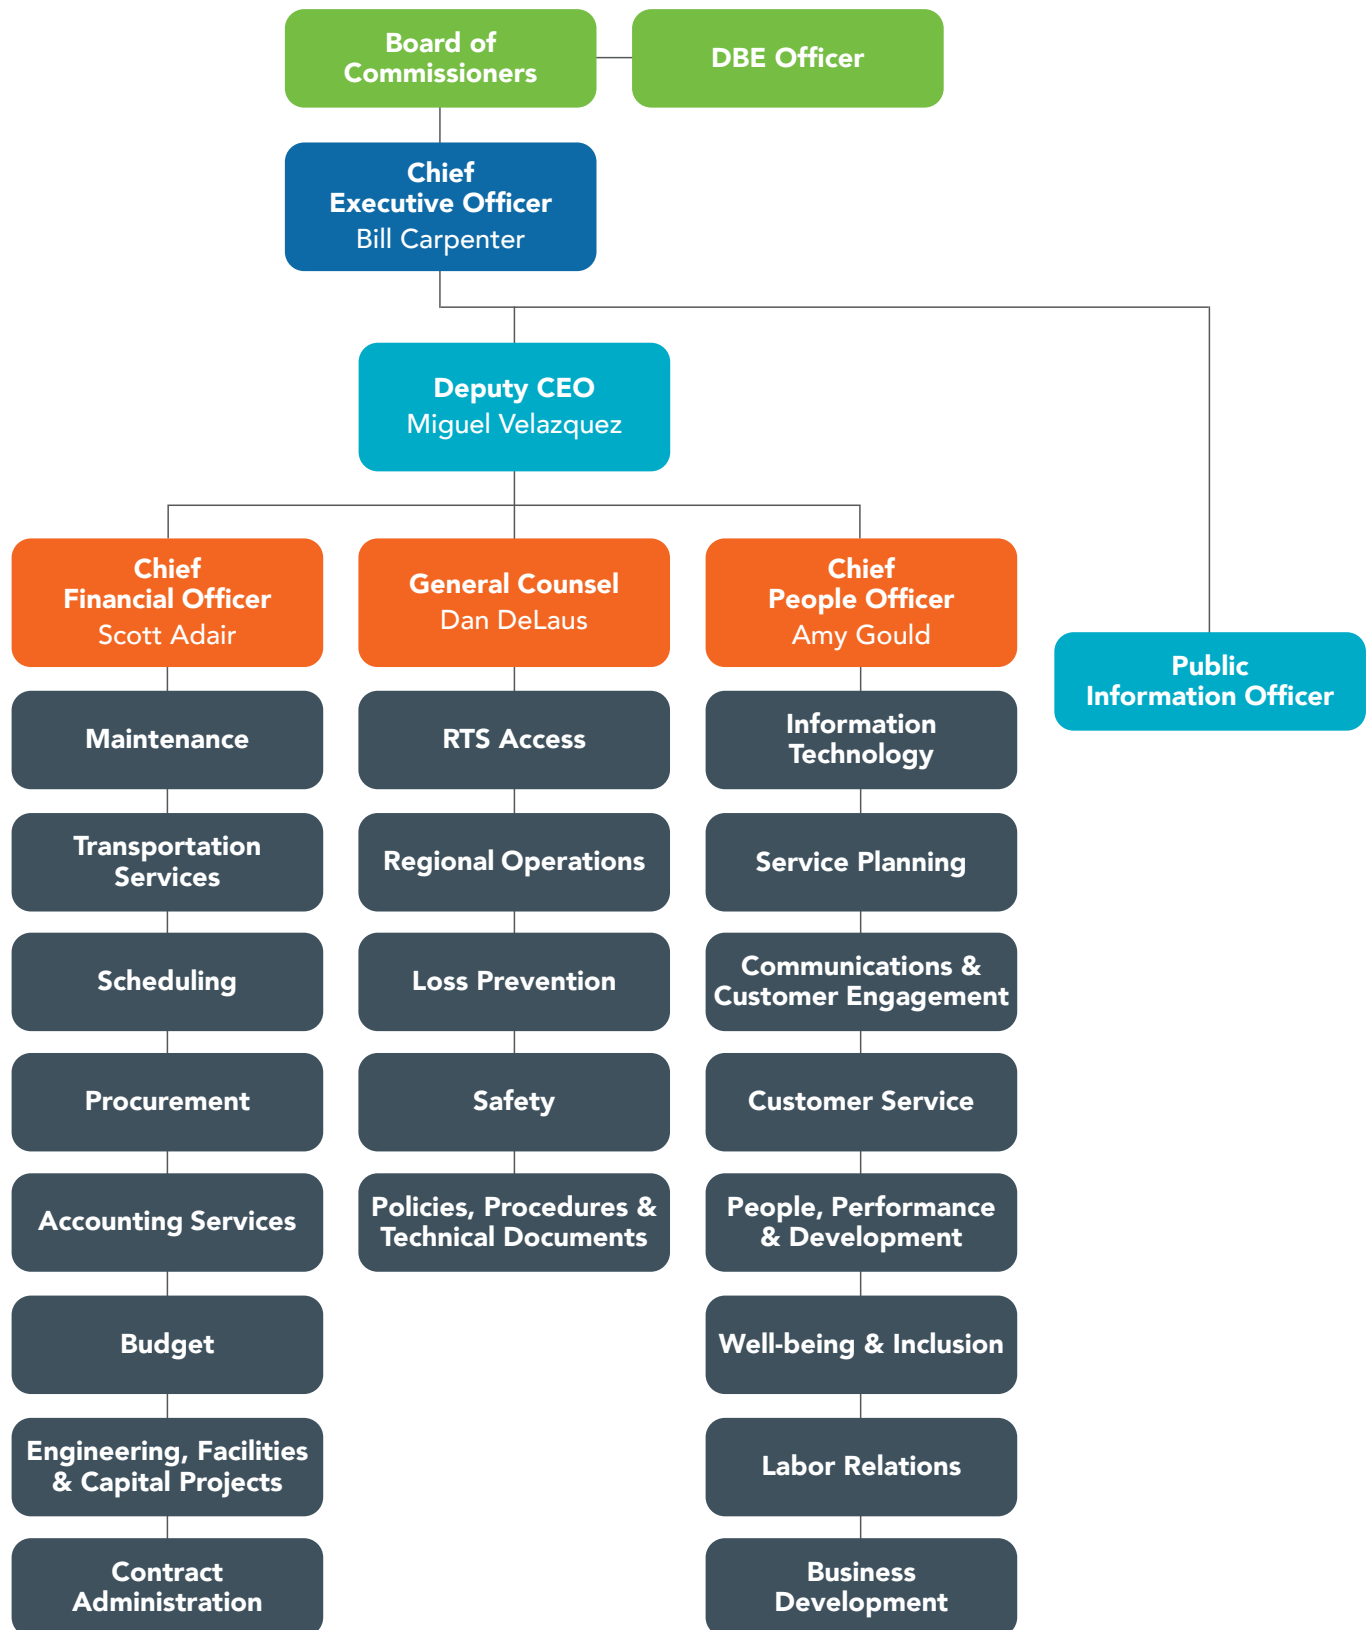 Board of
Commissioners
DBE Officer
Chief
Executive Officer
Bill Carpenter
Deputy CEO
Miguel Velazquez
Chief
Financial Officer
Scott Adair
General Counsel
Dan DeLaus
Chief
People Officer
Amy Gould
Public
Information Officer
Maintenance
RTS Access
Information
Technology
Transportation
Services
Regional Operations
Service Planning
Scheduling
Loss Prevention
Communications &
Customer Engagement
Procurement
Safety
Customer Service
Accounting Services
Policies, Procedures &
Technical Documents
People, Performance
& Development
Budget
Well-being & Inclusion
Engineering, Facilities
& Capital Projects
Labor Relations
Contract
Administration
Business
Development